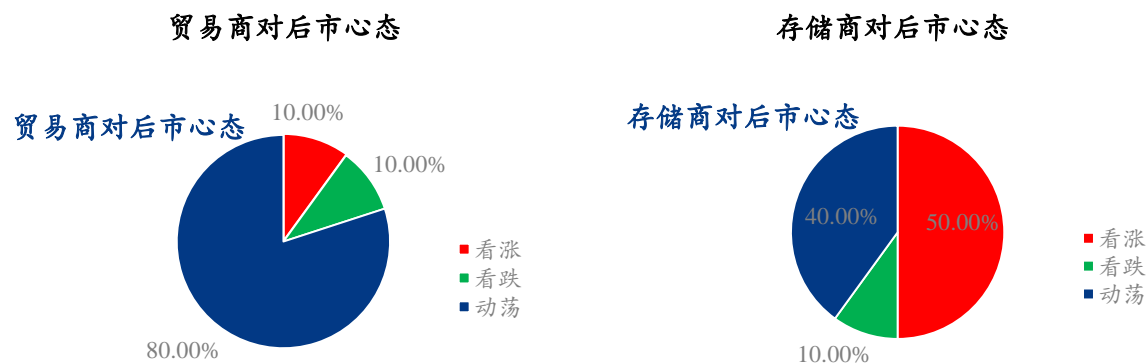 贸易商对后市心态
贸易商对后市心态
10.00%
10.00%
80.00%
看涨
看跌
动荡
存储商对后市心态
存储商对后市心态
40.00%
50.00%
10.00%
看涨
看跌
动荡